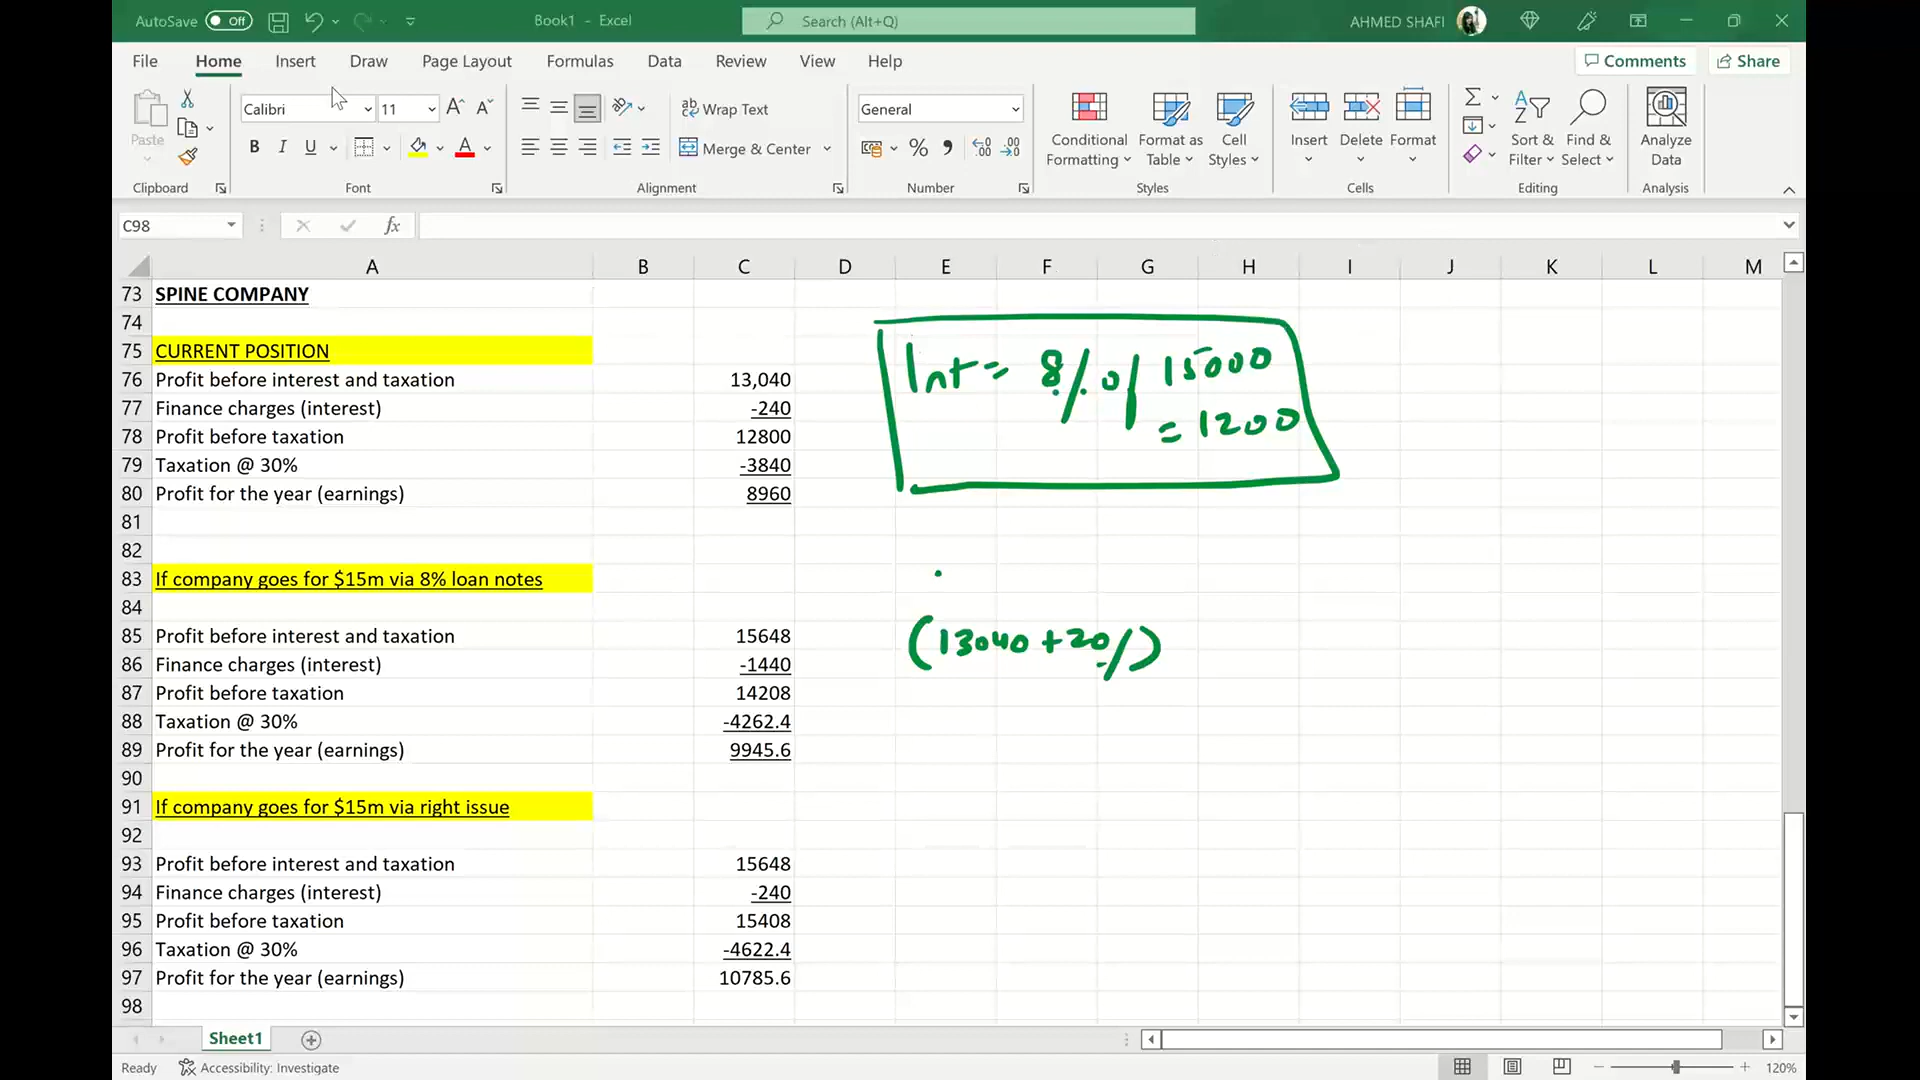 AutoSave Off Book1 - Excel Search (Alt+Q) AHMED SHAFI
File Home Insert Draw Page Layout Formulas Data Review View Help Comments Share
Paste
Clipboard
Calibri 11
B I U
Font
Wrap Text
Merge & Center
Alignment
General
Number
Conditional Formatting
Format as Table
Cell Styles
Styles
Insert Delete Format
Cells
Sort & Filter
Find & Select
Editing
Analyze Data
Analysis
C98 fx
A B C D E F G H I J K L M
73 SPINE COMPANY
74
75 CURRENT POSITION
76 Profit before interest and taxation 13,040
77 Finance charges (interest) -240
78 Profit before taxation 12800
79 Taxation @ 30% -3840
80 Profit for the year (earnings) 8960
Int = 8% of 15000
= 1200
81
82
83 If company goes for $15m via 8% loan notes
84
85 Profit before interest and taxation 15648 (13040 + 20%)
86 Finance charges (interest) -1440
87 Profit before taxation 14208
88 Taxation @ 30% -4262.4
89 Profit for the year (earnings) 9945.6
90
91 If company goes for $15m via right issue
92
93 Profit before interest and taxation 15648
94 Finance charges (interest) -240
95 Profit before taxation 15408
96 Taxation @ 30% -4622.4
97 Profit for the year (earnings) 10785.6
98
Sheet1
Ready Accessibility: Investigate 120%